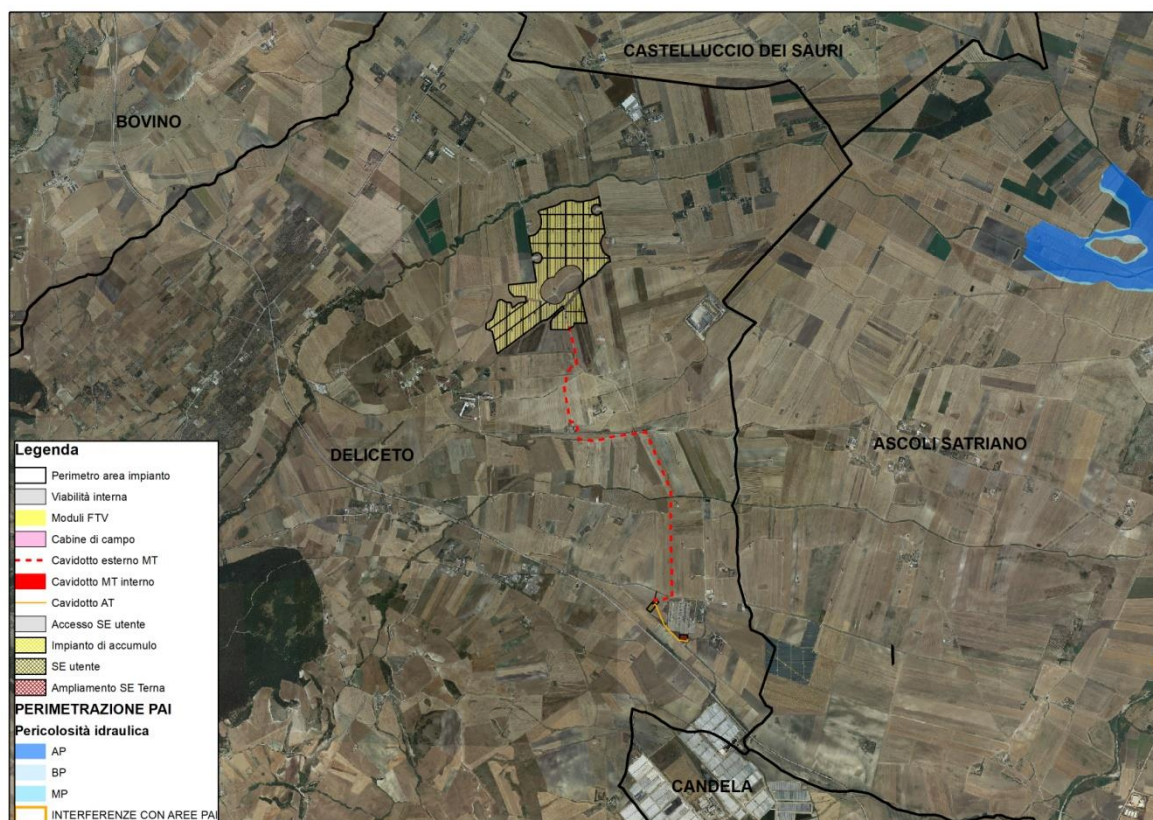 CASTELLUCCIO DEI SAURI
BOVINO
DELICETO
ASCOLI SATRIANO
CANDELA
Legenda
Perimetro area impianto
Viabilità interna
Moduli FTV
Cabine di campo
Cavidotto esterno MT
Cavidotto MT interno
Cavidotto AT
Accesso SE utente
Impianto di accumulo
SE utente
Ampliamento SE Terna
PERIMETRAZIONE PAI
Pericolosità idraulica
AP
BP
MP
INTERFERENZE CON AREE PAI